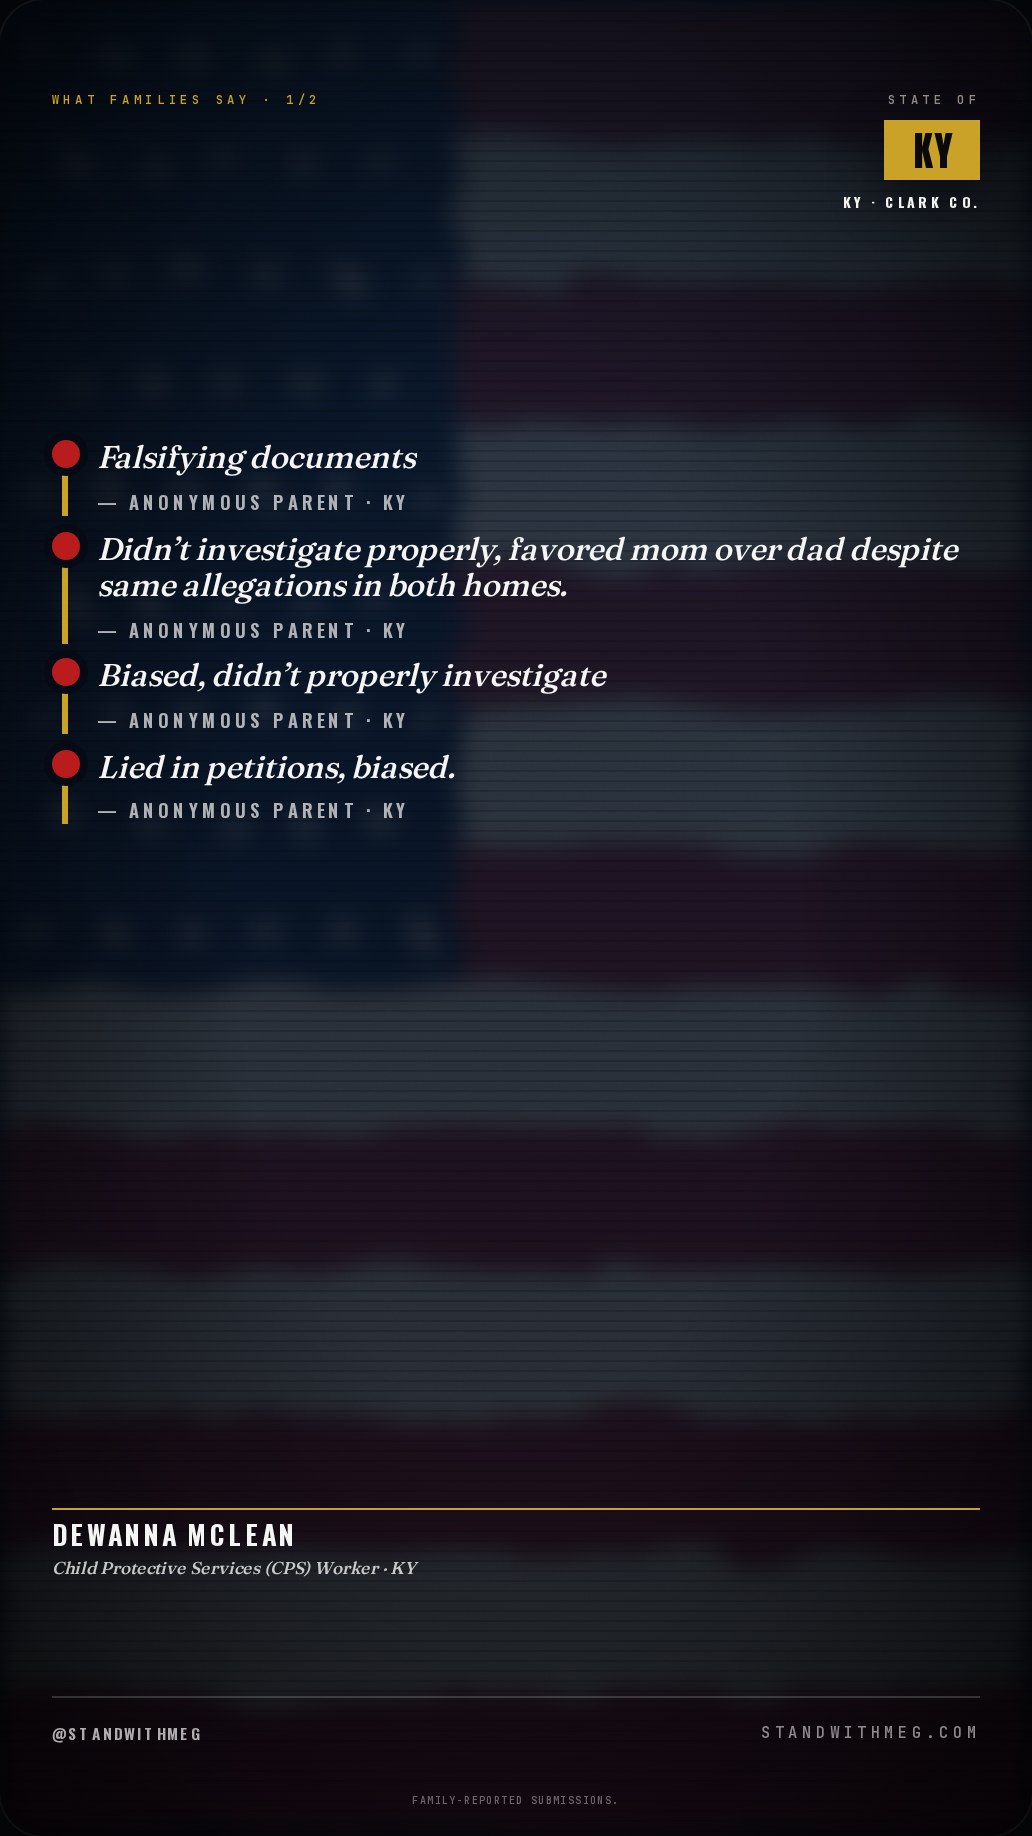 WHAT FAMILIES SAY · 1/2
STATE OF
KY
KY · CLARK CO.
Falsifying documents
— ANONYMOUS PARENT · KY
Didn’t investigate properly, favored mom over dad despite
same allegations in both homes.
— ANONYMOUS PARENT · KY
Biased, didn’t properly investigate
— ANONYMOUS PARENT · KY
Lied in petitions, biased.
— ANONYMOUS PARENT · KY
DEWANNA MCLEAN
Child Protective Services (CPS) Worker · KY
@STANDWITHMEG
STANDWITHMEG.COM
FAMILY-REPORTED SUBMISSIONS.